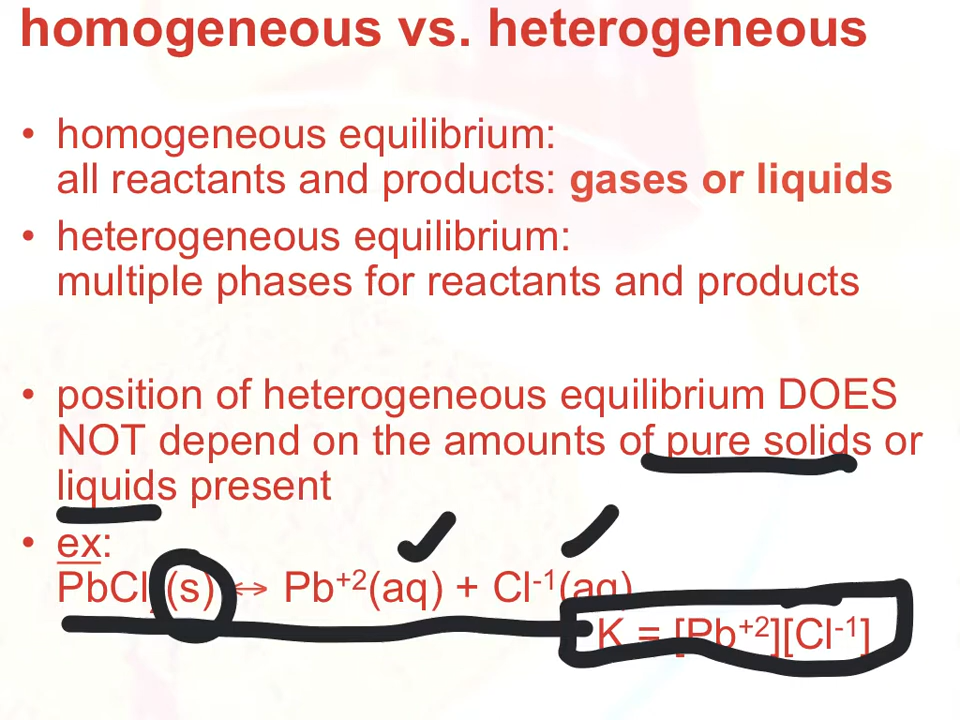 homogeneous vs. heterogeneous
• homogeneous equilibrium:
all reactants and products: gases or liquids
• heterogeneous equilibrium:
multiple phases for reactants and products
• position of heterogeneous equilibrium DOES
NOT depend on the amounts of pure solids or
liquids present
• ex:
PbCl (s) ↔ Pb⁺²(aq) + Cl⁻¹(aq)
K = [Pb⁺²][Cl⁻¹]